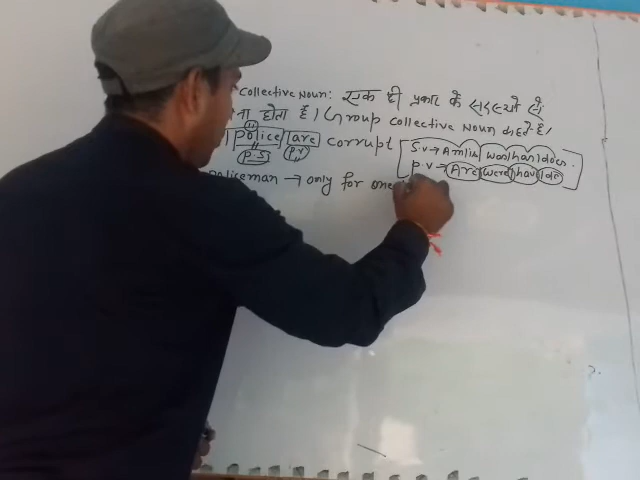 Collective Noun: एक ही प्रकार के सदस्यों से
ना होता है। Group Collective Noun कहते हैं।
Police are corrupt [S.V → Am/is/was/has/does.
P.S P.V P.V → Are/were/have/do]
Policeman → only for one